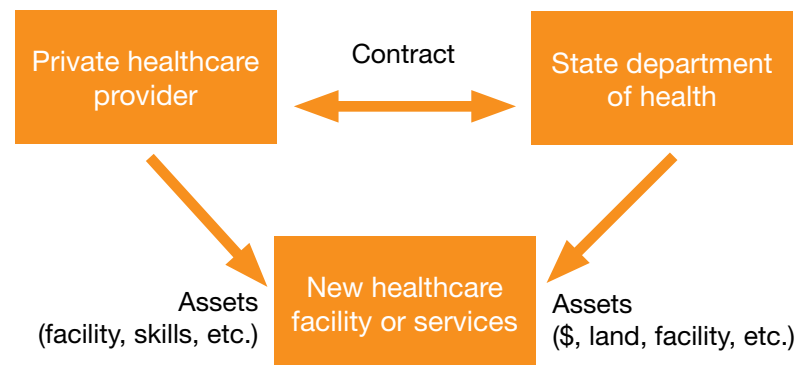 Private healthcare
provider
Contract
State department
of health
New healthcare
facility or services
Assets
(facility, skills, etc.)
Assets
($, land, facility, etc.)